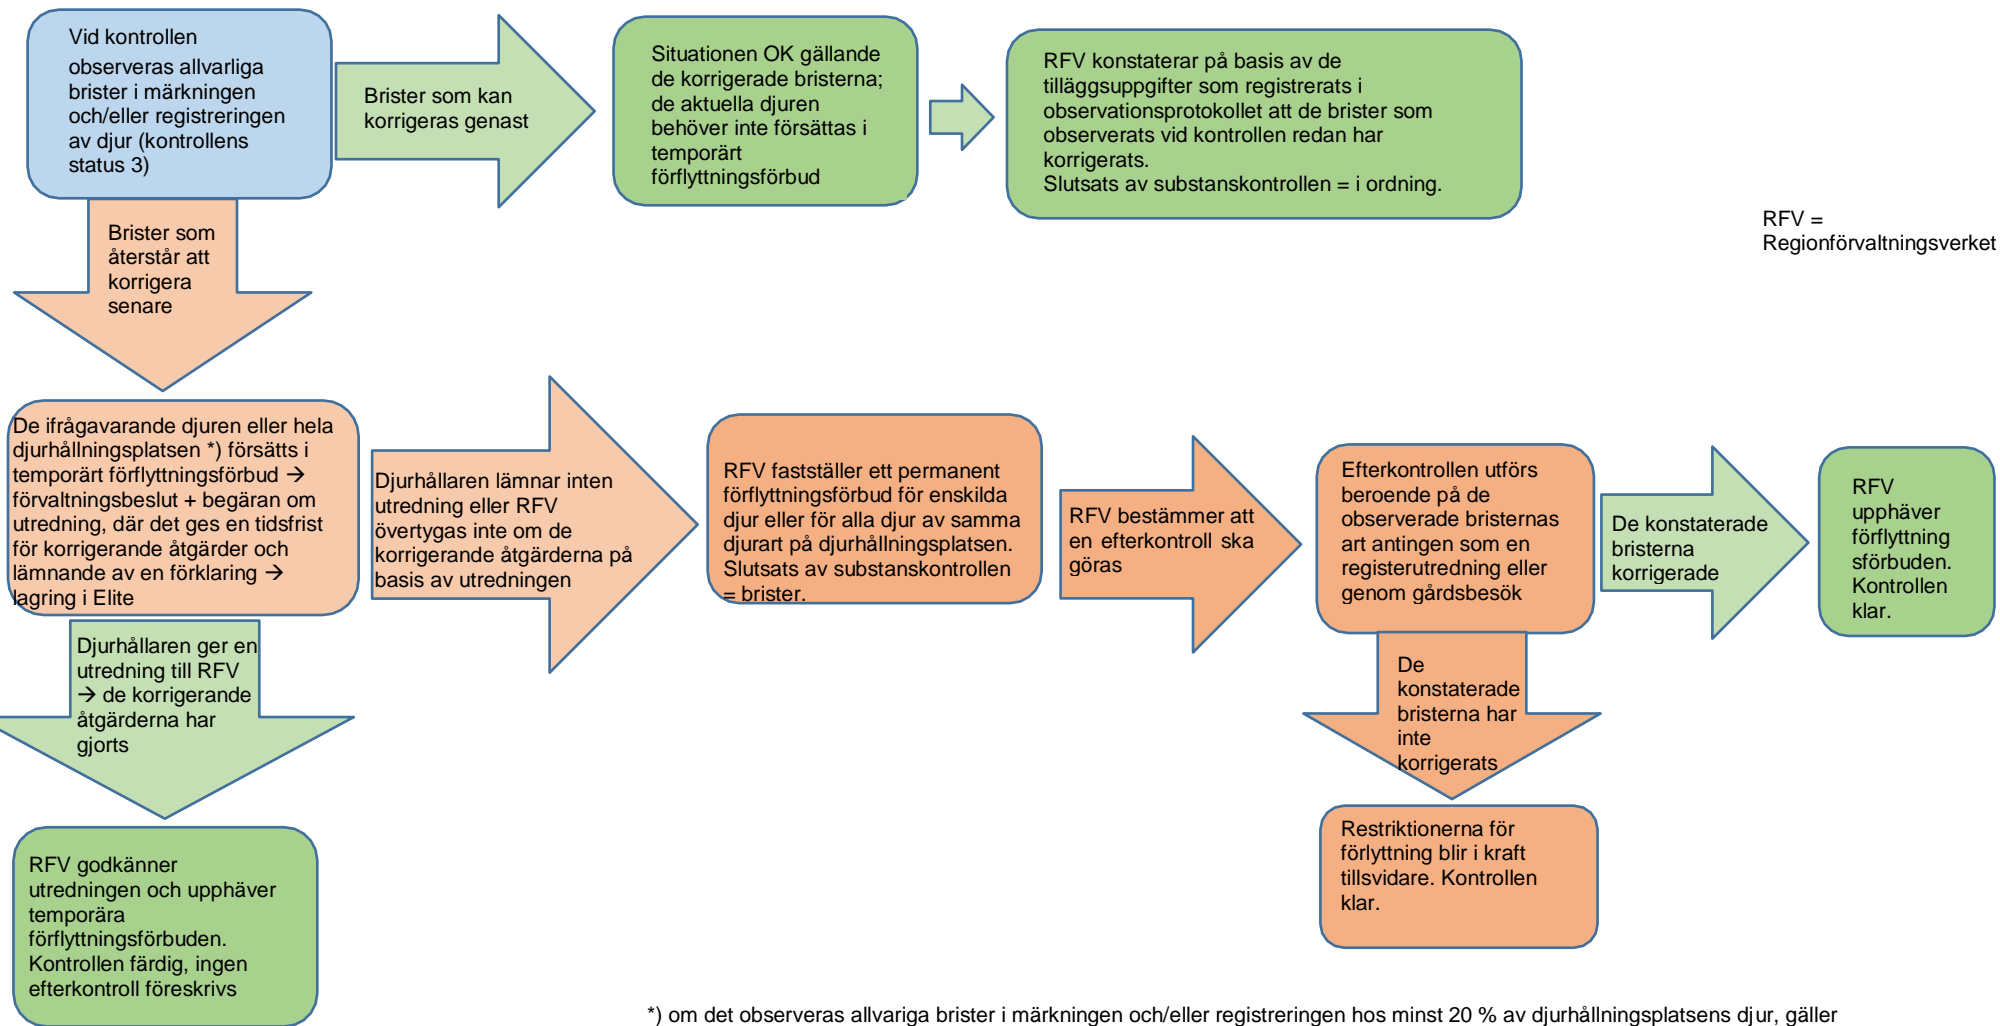 Vid kontrollen
observeras allvarliga
brister i märkningen
och/eller registreringen
av djur (kontrollens
status 3)
Brister som kan
korrigeras genast
Situationen OK gällande
de korrigerade bristerna;
de aktuella djuren
behöver inte försättas i
temporärt
förflyttningsförbud
RFV konstaterar på basis av de
tilläggsuppgifter som registrerats i
observationsprotokollet att de brister som
observerats vid kontrollen redan har
korrigerats.
Slutsats av substanskontrollen = i ordning.
RFV =
Regionförvaltningsverket
Brister som
återstår att
korrigera
senare
De ifrågavarande djuren eller hela
djurhållningsplatsen *) försätts i
temporärt förflyttningsförbud →
förvaltningsbeslut + begäran om
utredning, där det ges en tidsfrist
för korrigerande åtgärder och
lämnande av en förklaring →
lagring i Elite
Djurhållaren lämnar inten
utredning eller RFV
övertygas inte om de
korrigerande åtgärderna på
basis av utredningen
RFV fastställer ett permanent
förflyttningsförbud för enskilda
djur eller för alla djur av samma
djurart på djurhållningsplatsen.
Slutsats av substanskontrollen
= brister.
RFV bestämmer att
en efterkontroll ska
göras
Efterkontrollen utförs
beroende på de
observerade bristernas
art antingen som en
registerutredning eller
genom gårdsbesök
De konstaterade
bristerna
korrigerade
RFV
upphäver
förflyttning
sförbuden.
Kontrollen
klar.
Djurhållaren ger en
utredning till RFV
→ de korrigerande
åtgärderna har
gjorts
De
konstaterade
bristerna har
inte
korrigerats
RFV godkänner
utredningen och upphäver
temporära
förflyttningsförbuden.
Kontrollen färdig, ingen
efterkontroll föreskrivs
Restriktionerna för
förlyttning blir i kraft
tillsvidare. Kontrollen
klar.
*) om det observeras allvariga brister i märkningen och/eller registreringen hos minst 20 % av djurhållningsplatsens djur, gäller